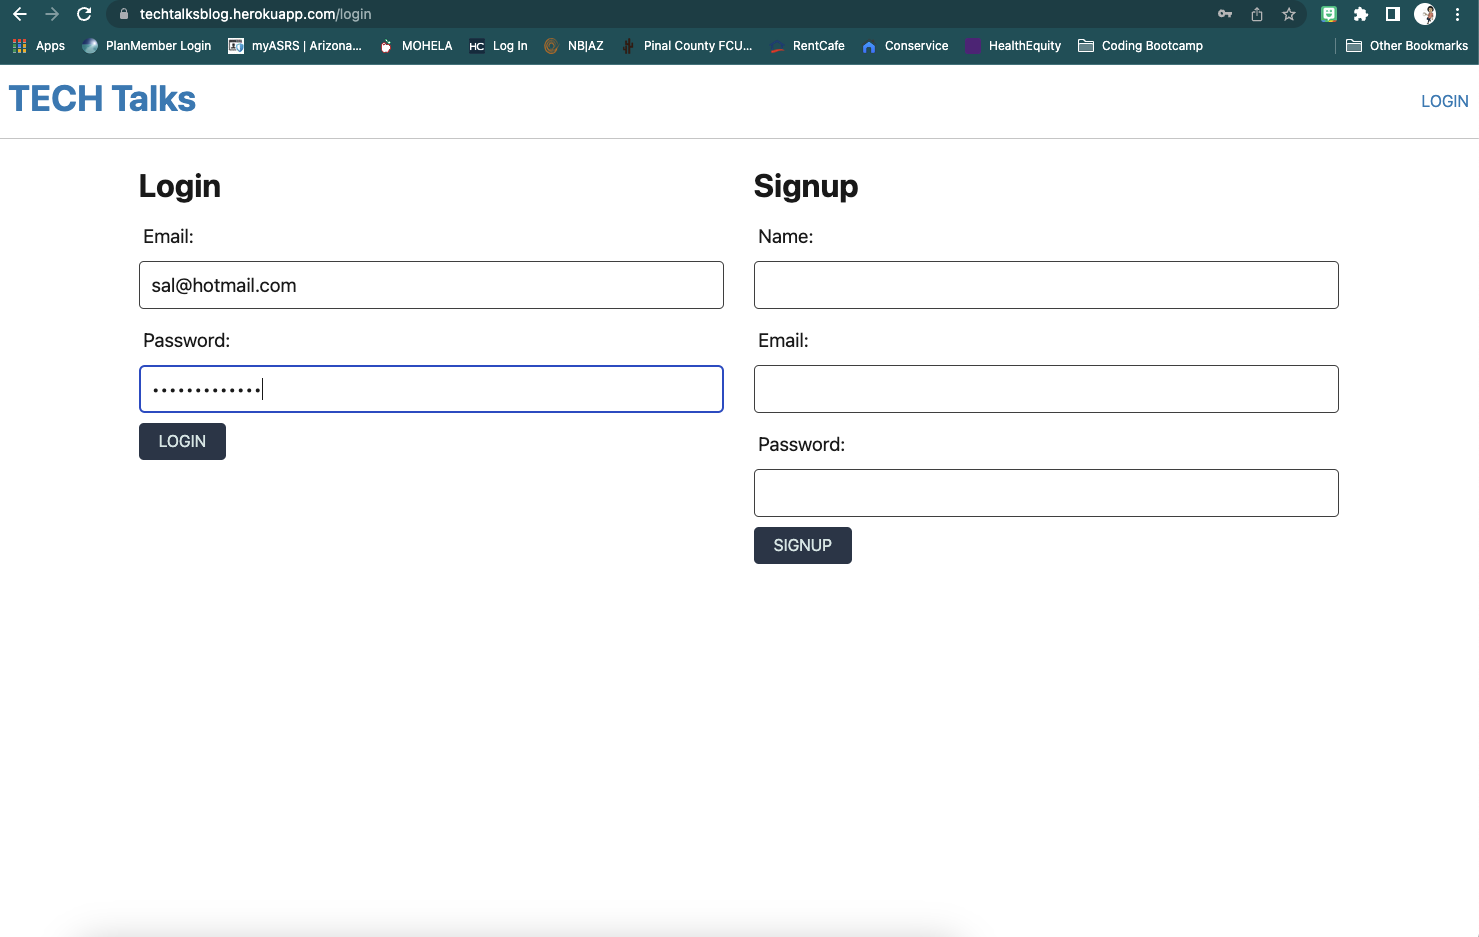 techtalksblog.herokuapp.com/login
Apps PlanMember Login myASRS | Arizona... MOHELA HC Log In NB|AZ Pinal County FCU... RentCafe Conservice HealthEquity Coding Bootcamp Other Bookmarks
TECH Talks LOGIN
Login
Email:
sal@hotmail.com
Password:
•••••••••••••
LOGIN
Signup
Name:
Email:
Password:
SIGNUP